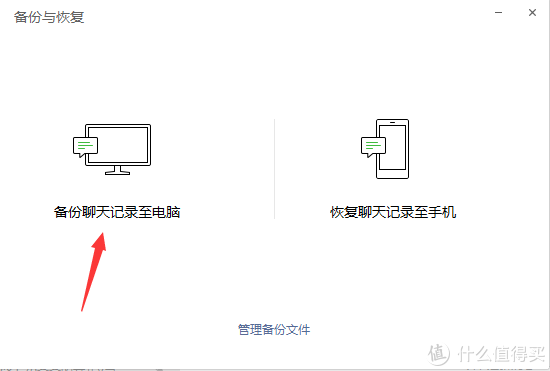 备份与恢复
备份聊天记录至电脑
恢复聊天记录至手机
管理备份文件
值 什么值得买